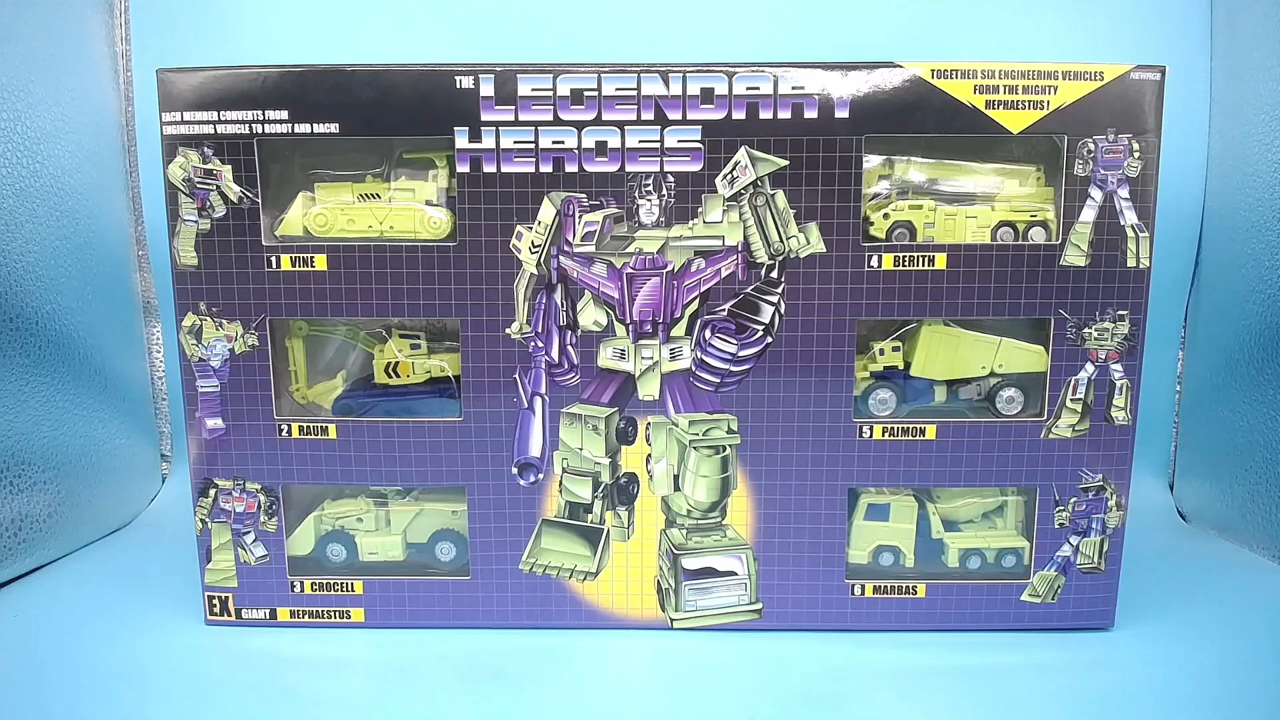 THE
LEGENDARY
HEROES
TOGETHER SIX ENGINEERING VEHICLES
FORM THE MIGHTY
HEPHAESTUS!
NEWAGE
EACH MEMBER CONVERTS FROM
ENGINEERING VEHICLE TO ROBOT AND BACK!
1 VINE
4 BERITH
2 RAUM
5 PAIMON
3 CROCELL
6 MARBAS
EX GIANT HEPHAESTUS